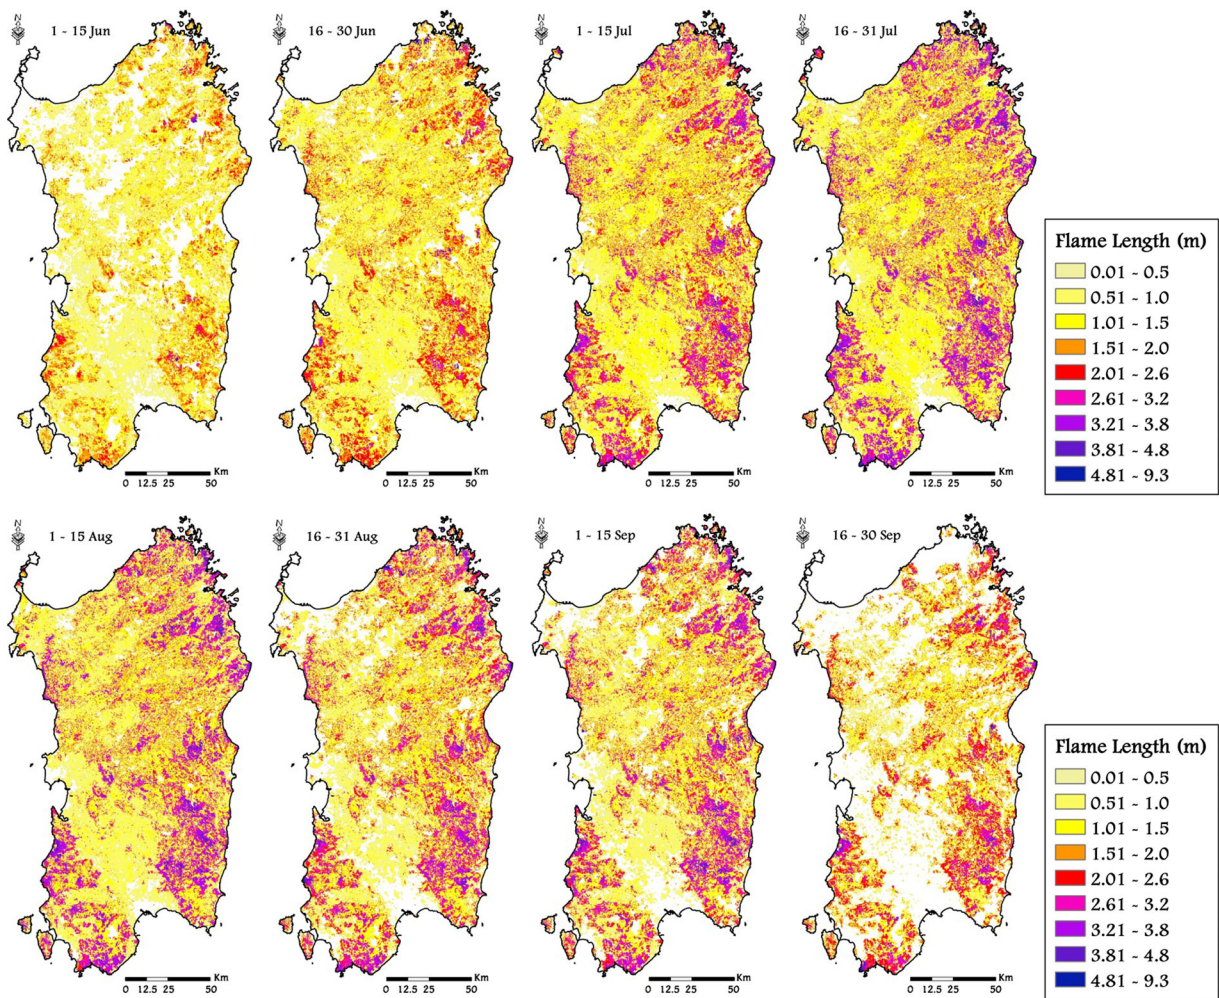 N
1 - 15 Jun
N
16 - 30 Jun
N
1 - 15 Jul
N
16 - 31 Jul
Flame Length (m)
0.01 - 0.5
0.51 - 1.0
1.01 - 1.5
1.51 - 2.0
2.01 - 2.6
2.61 - 3.2
3.21 - 3.8
3.81 - 4.8
4.81 - 9.3
Km
0 12.5 25 50
Km
0 12.5 25 50
Km
0 12.5 25 50
Km
0 12.5 25 50
N
1 - 15 Aug
N
16 - 31 Aug
N
1 - 15 Sep
N
16 - 30 Sep
Flame Length (m)
0.01 - 0.5
0.51 - 1.0
1.01 - 1.5
1.51 - 2.0
2.01 - 2.6
2.61 - 3.2
3.21 - 3.8
3.81 - 4.8
4.81 - 9.3
Km
0 12.5 25 50
Km
0 12.5 25 50
Km
0 12.5 25 50
Km
0 12.5 25 50